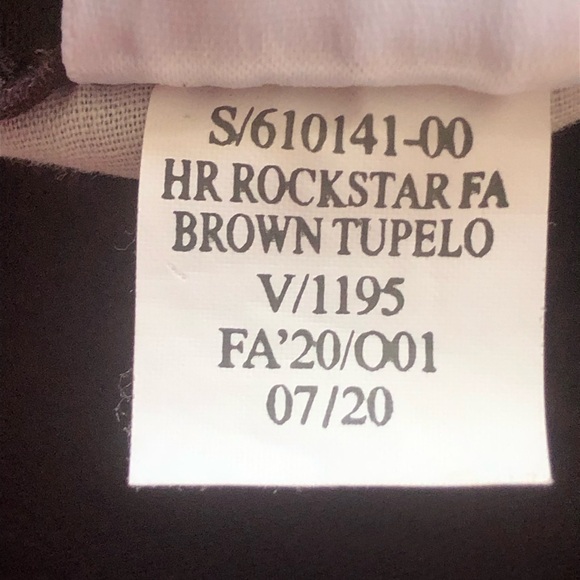 S/610141-00
HR ROCKSTAR FA
BROWN TUPELO
V/1195
FA'20/O01
07/20